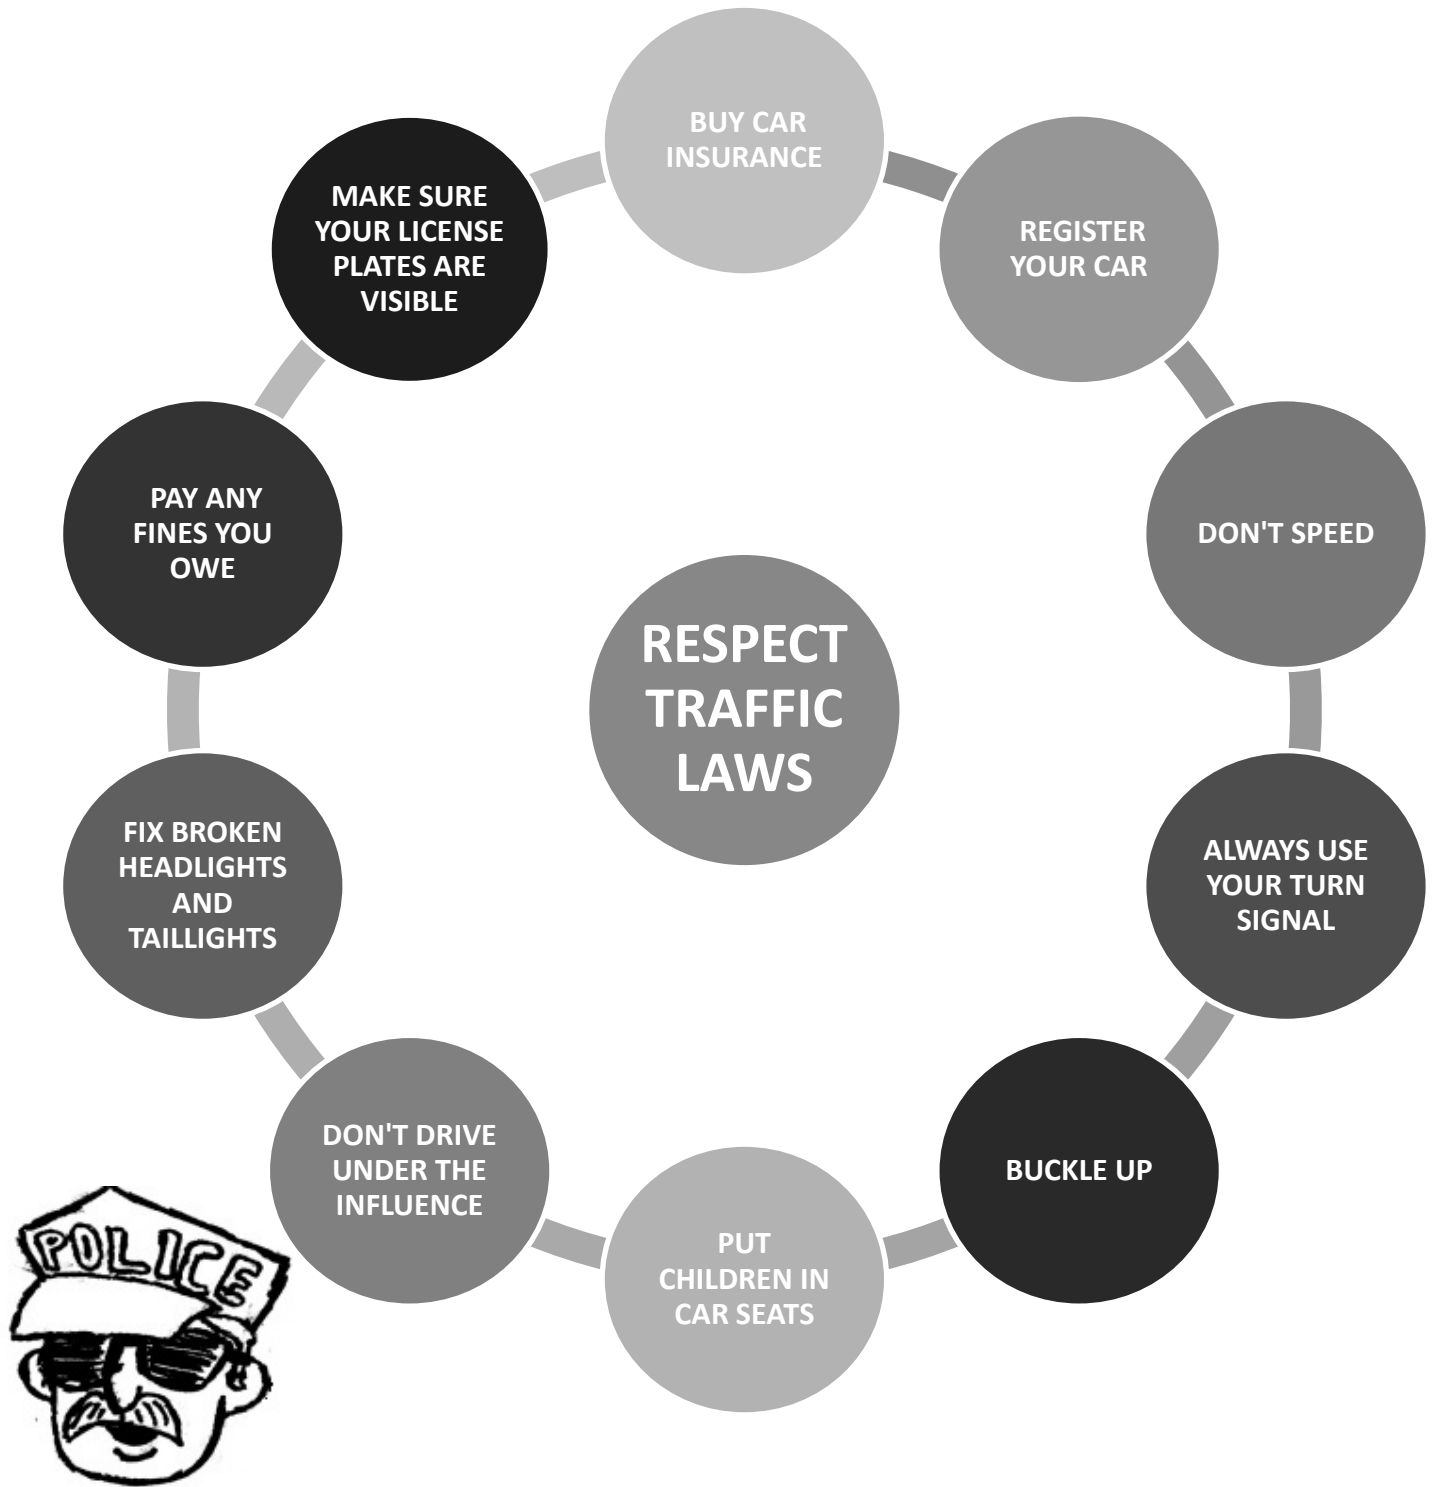 BUY CAR
INSURANCE
REGISTER
YOUR CAR
DON'T SPEED
ALWAYS USE
YOUR TURN
SIGNAL
BUCKLE UP
PUT
CHILDREN IN
CAR SEATS
DON'T DRIVE
UNDER THE
INFLUENCE
FIX BROKEN
HEADLIGHTS
AND
TAILLIGHTS
PAY ANY
FINES YOU
OWE
MAKE SURE
YOUR LICENSE
PLATES ARE
VISIBLE
RESPECT
TRAFFIC
LAWS
POLICE